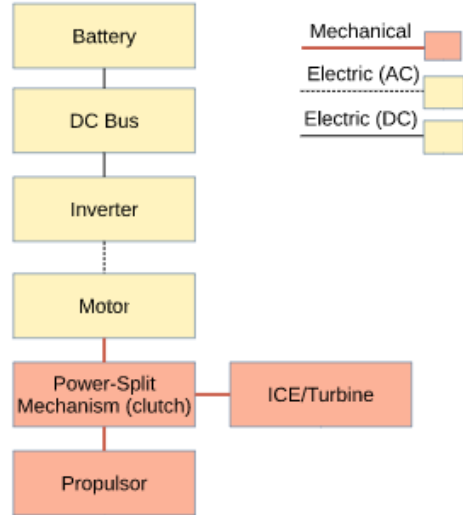 Battery
DC Bus
Inverter
Motor
Power-Split
Mechanism (clutch)
ICE/Turbine
Propulsor
Mechanical
Electric (AC)
Electric (DC)